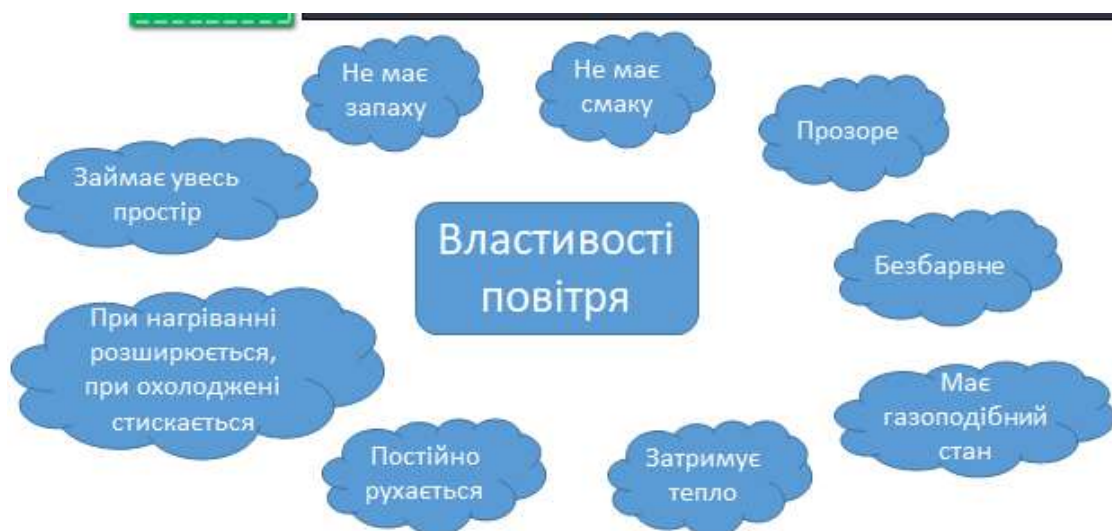 Не має
запаху
Не має
смаку
Прозоре
Займає увесь
простір
Властивості
повітря
Безбарвне
При нагріванні
розширюється,
при охолоджені
стискається
Має
газоподібний
стан
Постійно
рухається
Затримує
тепло